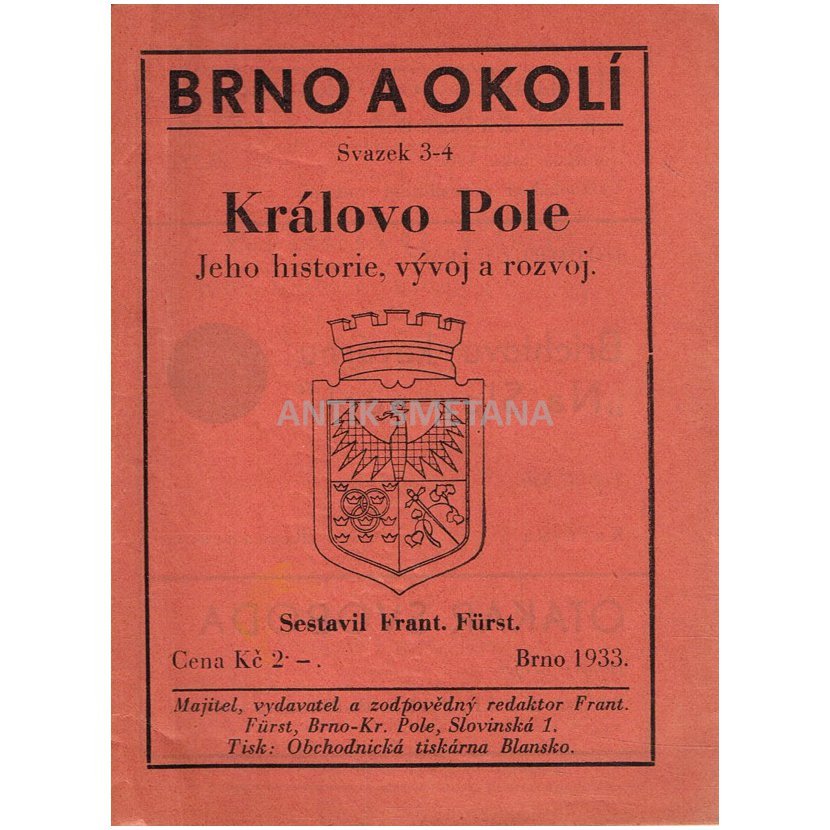 BRNO A OKOLÍ
Svazek 3-4
Královo Pole
Jeho historie, vývoj a rozvoj.
ANTIK SMETANA
Sestavil Frant. Fürst.
Cena Kč 2·–.
Brno 1933.
Majitel, vydavatel a zodpovědný redaktor Frant.
Fürst, Brno-Kr. Pole, Slovinská 1.
Tisk: Obchodnická tiskárna Blansko.